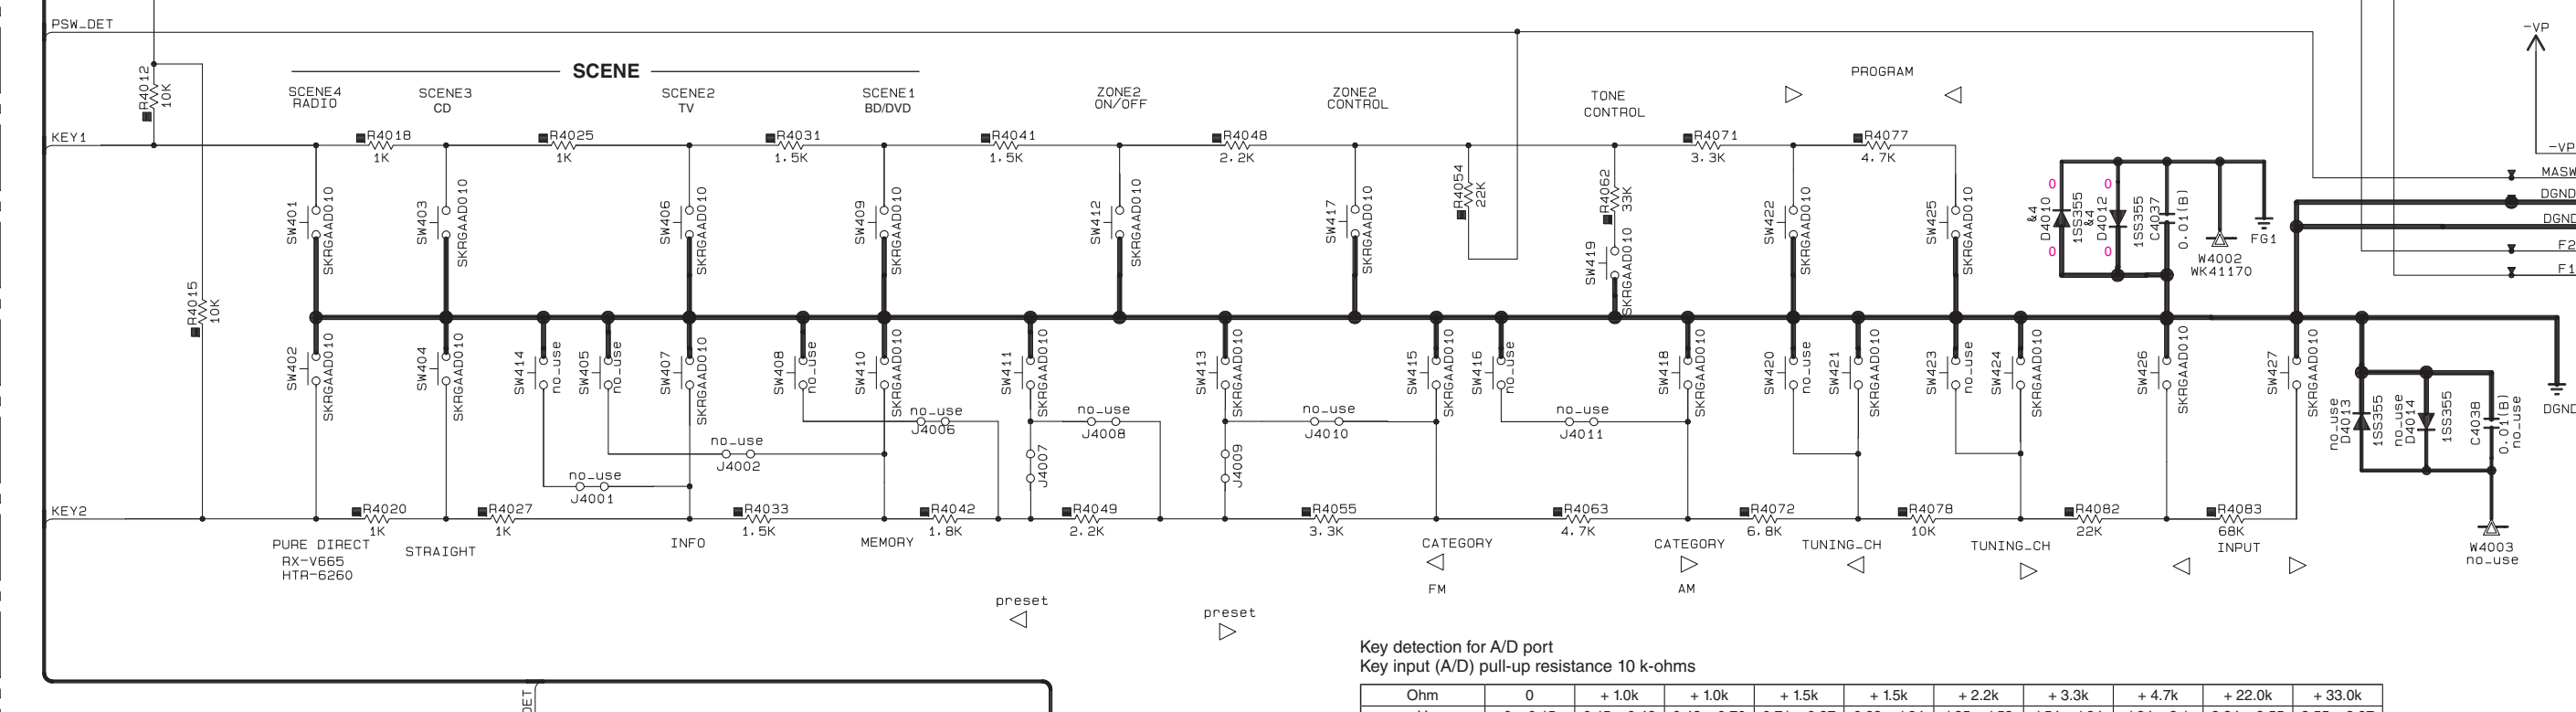 PSW_DET
-VP
SCENE
PROGRAM
SCENE4
RADIO
SCENE3
CD
SCENE2
TV
SCENE1
BD/DVD
ZONE2
ON/OFF
ZONE2
CONTROL
TONE
CONTROL
R4012
10K
KEY1
R4018
1K
R4025
1K
R4031
1.5K
R4041
1.5K
R4048
2.2K
R4071
3.3K
R4077
4.7K
-VP
MASW
DGND
DGND
F2
F1
SW401
SKRGAAD010
SW403
SKRGAAD010
SW406
SKRGAAD010
SW409
SKRGAAD010
SW412
SKRGAAD010
SW417
SKRGAAD010
R4054
22K
R4062
33K
SW419
SKRGAAD010
SW422
SKRGAAD010
SW425
SKRGAAD010
0
0
&4
D4010
1SS355
0
0
&4
D4012
1SS355
C4037
0.01(B)
W4002
WK41170
FG1
R4015
10K
SW402
SKRGAAD010
SW404
SKRGAAD010
SW414
no_use
SW405
no_use
SW407
SKRGAAD010
SW408
no_use
SW410
SKRGAAD010
SW411
SKRGAAD010
SW413
SKRGAAD010
SW415
SKRGAAD010
SW416
no_use
SW418
SKRGAAD010
SW420
no_use
SW421
SKRGAAD010
SW423
no_use
SW424
SKRGAAD010
SW426
SKRGAAD010
SW427
SKRGAAD010
no_use
D4013
1SS355
no_use
D4014
1SS355
C4038
0.01(B)
no_use
DGND
no_use
J4006
no_use
J4008
no_use
J4010
no_use
J4011
no_use
J4002
no_use
J4001
J4007
J4009
KEY2
R4020
1K
R4027
1K
R4033
1.5K
R4042
1.8K
R4049
2.2K
R4055
3.3K
R4063
4.7K
R4072
6.8K
R4078
10K
R4082
22K
R4083
68K
PURE DIRECT
RX-V665
HTR-6260
STRAIGHT
INFO
MEMORY
CATEGORY
FM
CATEGORY
AM
TUNING_CH
TUNING_CH
INPUT
W4003
no_use
preset
preset
Key detection for A/D port
Key input (A/D) pull-up resistance 10 k-ohms
Ohm 0 + 1.0k + 1.0k + 1.5k + 1.5k + 2.2k + 3.3k + 4.7k + 22.0k + 33.0k